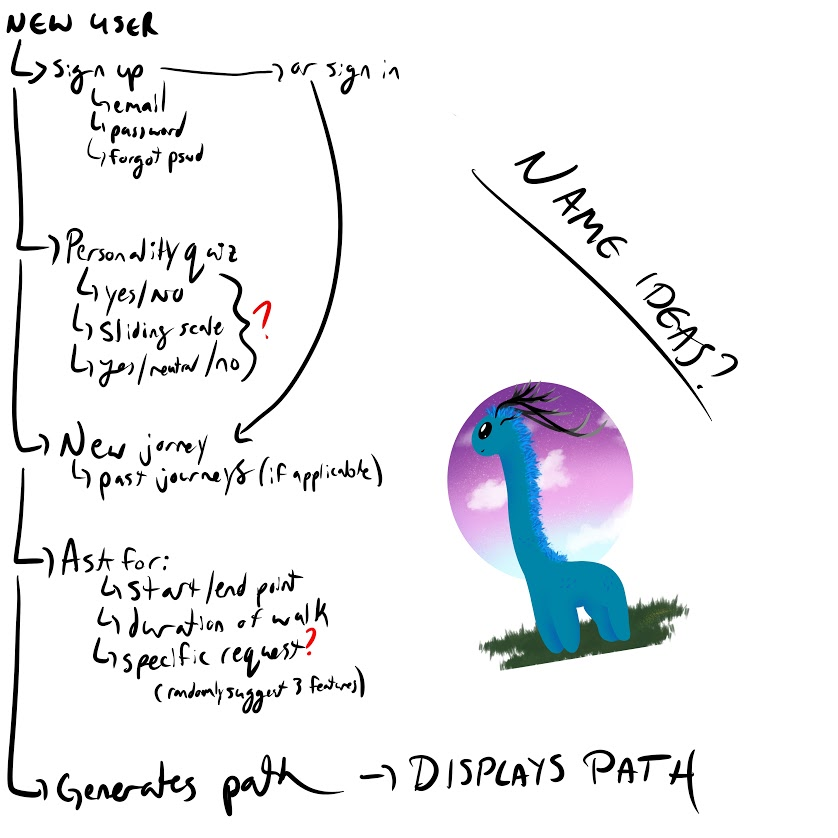 NEW USER
sign up → or sign in
email
password
forgot pswd
Personality quiz
yes/no
sliding scale
yes/neutral/no
?
New jorney
past journeys (if applicable)
Ask for:
start/end point
duration of walk
specific request?
(randomly suggest 3 features)
Generates path → DISPLAYS PATH
NAME IDEAS?